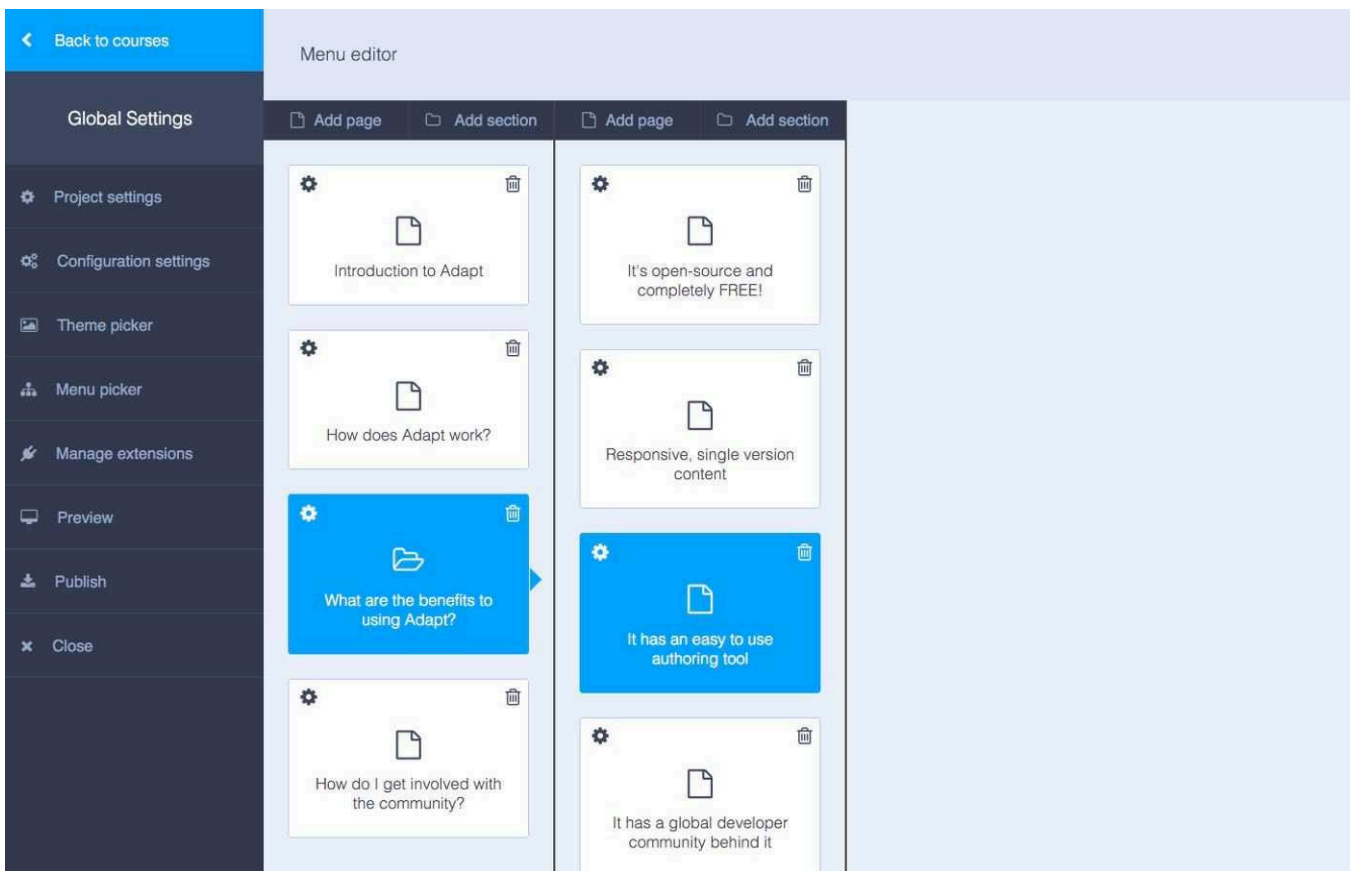 Back to courses
Menu editor
Global Settings
Add page
Add section
Add page
Add section
Project settings
Configuration settings
Theme picker
Menu picker
Manage extensions
Preview
Publish
Close
Introduction to Adapt
How does Adapt work?
What are the benefits to
using Adapt?
How do I get involved with
the community?
It's open-source and
completely FREE!
Responsive, single version
content
It has an easy to use
authoring tool
It has a global developer
community behind it